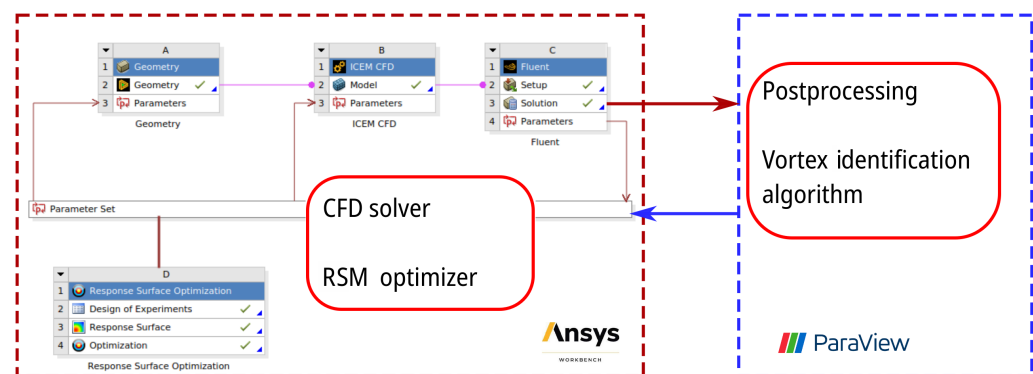 A
1 Geometry
2 Geometry
3 Parameters
Geometry
B
1 ICEM CFD
2 Model
3 Parameters
ICEM CFD
C
1 Fluent
2 Setup
3 Solution
4 Parameters
Fluent
Parameter Set
CFD solver
RSM optimizer
D
1 Response Surface Optimization
2 Design of Experiments
3 Response Surface
4 Optimization
Response Surface Optimization
Ansys
WORKBENCH
Postprocessing
Vortex identification
algorithm
ParaView